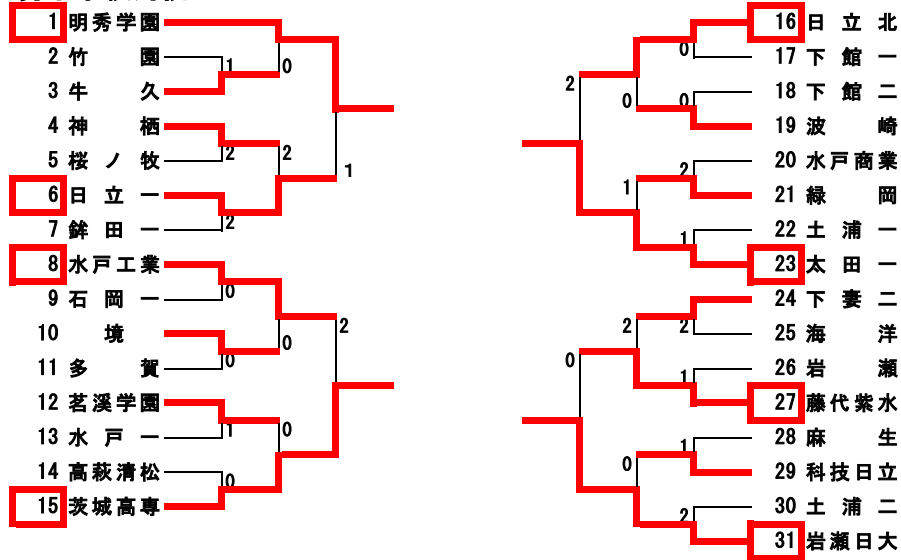 1 明秀学園
2 竹園
3 牛久
4 神栖
5 桜ノ牧
6 日立一
7 鉾田一
8 水戸工業
9 石岡一
10 境
11 多賀
12 茗溪学園
13 水戸一
14 高萩清松
15 茨城高専
1
0
2
2
2
1
0
0
0
2
1
0
0
16 日立北
17 下館一
18 下館二
19 波崎
20 水戸商業
21 緑岡
22 土浦一
23 太田一
24 下妻二
25 海洋
26 岩瀬
27 藤代紫水
28 麻生
29 科技日立
30 土浦二
31 岩瀬日大
0
2
0
0
2
1
1
2
2
0
1
1
0
2